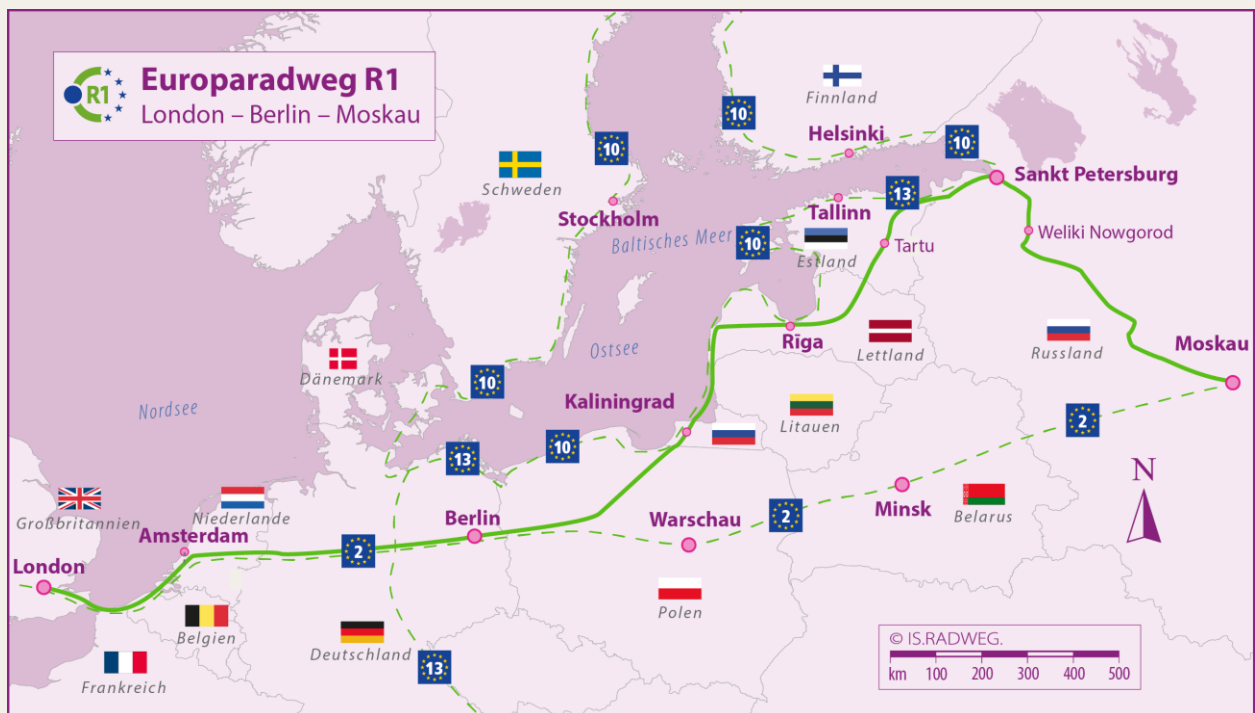 R1
Europaradweg R1
London – Berlin – Moskau
Finnland
10
10
Helsinki
10
10
Schweden
Sankt Petersburg
13
Tallinn
Stockholm
Baltisches Meer
10
Estland
Tartu
Weliki Nowgorod
Rīga
Lettland
Russland
Moskau
Ostsee
Dänemark
10
Nordsee
Kaliningrad
Litauen
2
13
10
N
Großbritannien
Niederlande
Berlin
Warschau
2
Minsk
Belarus
Amsterdam
2
London
Polen
Belgien
Deutschland
Frankreich
13
© IS.RADWEG.
km 100 200 300 400 500